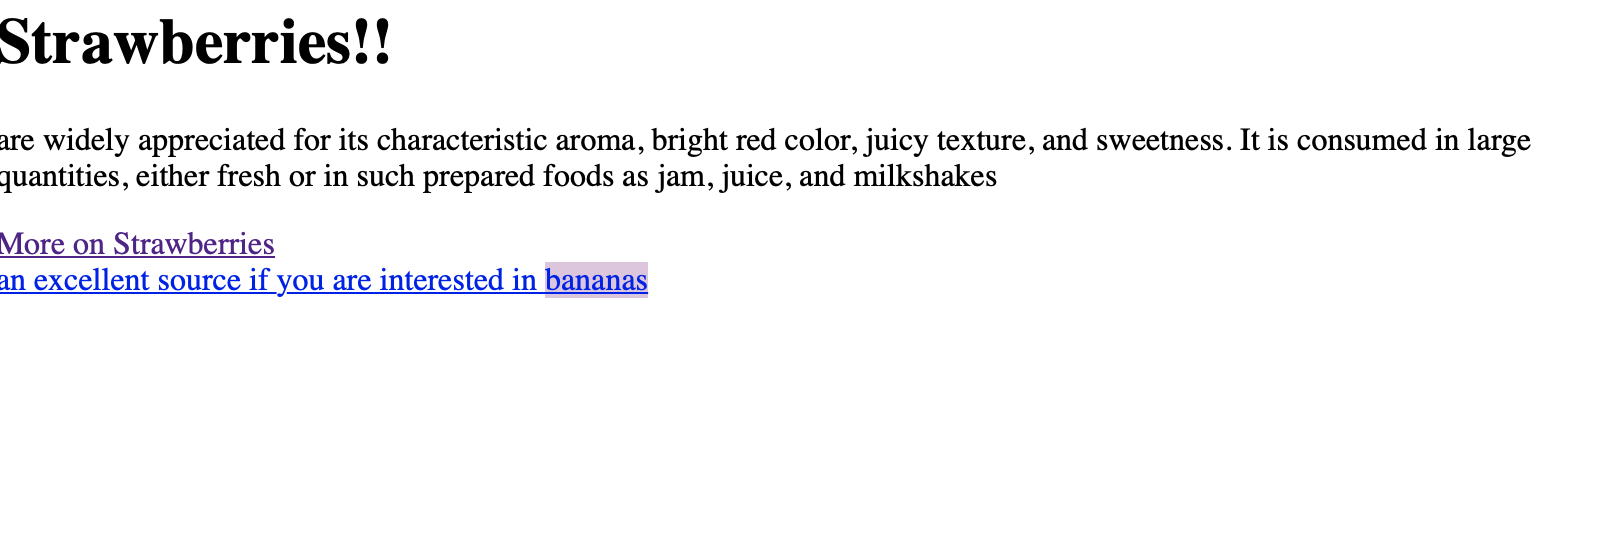 Strawberries!!
are widely appreciated for its characteristic aroma, bright red color, juicy texture, and sweetness. It is consumed in large
quantities, either fresh or in such prepared foods as jam, juice, and milkshakes
More on Strawberries
an excellent source if you are interested in bananas